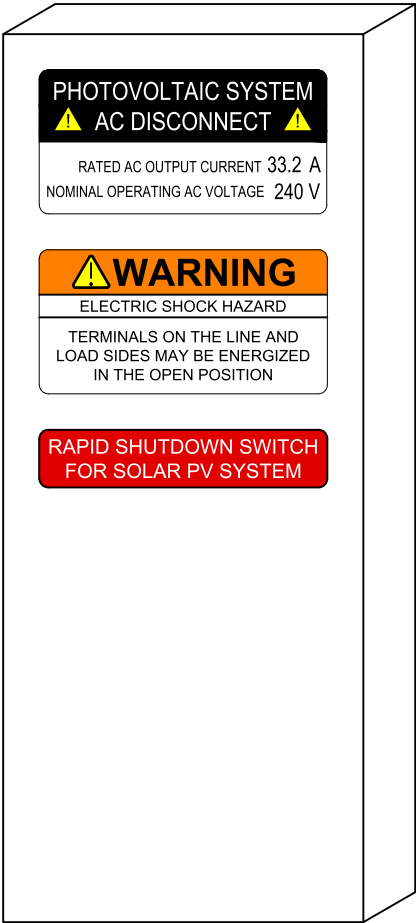 PHOTOVOLTAIC SYSTEM
! AC DISCONNECT !
RATED AC OUTPUT CURRENT 33.2 A
NOMINAL OPERATING AC VOLTAGE 240 V
! WARNING
ELECTRIC SHOCK HAZARD
TERMINALS ON THE LINE AND
LOAD SIDES MAY BE ENERGIZED
IN THE OPEN POSITION
RAPID SHUTDOWN SWITCH
FOR SOLAR PV SYSTEM